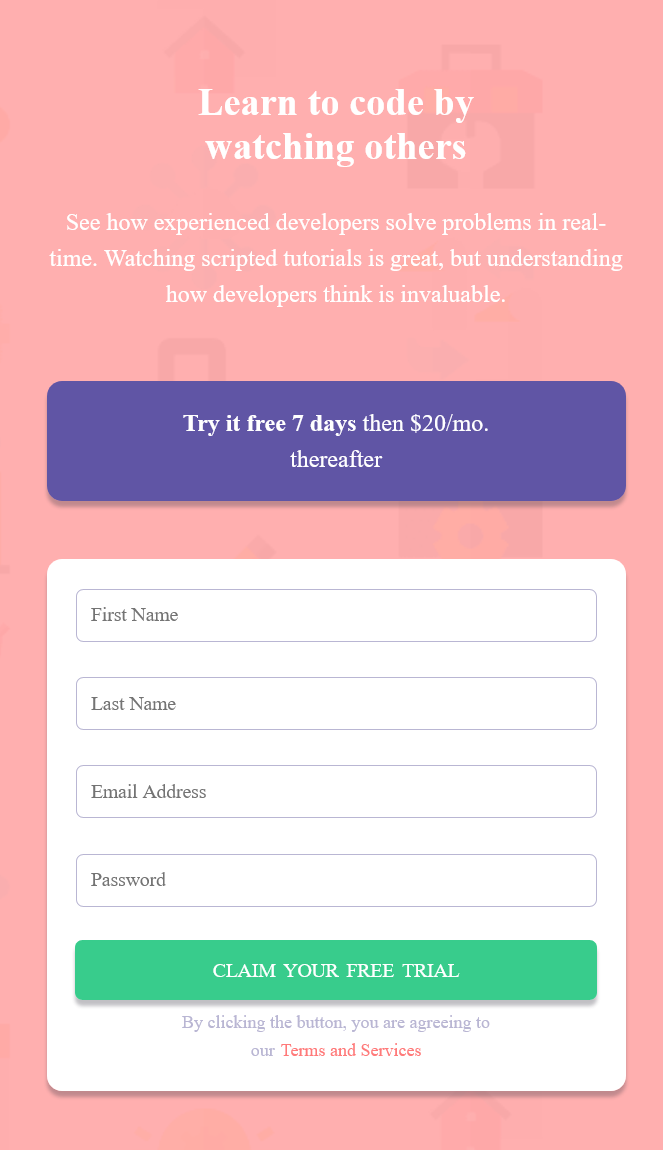 Learn to code by
watching others
See how experienced developers solve problems in real-
time. Watching scripted tutorials is great, but understanding
how developers think is invaluable.
Try it free 7 days then $20/mo.
thereafter
First Name
Last Name
Email Address
Password
CLAIM YOUR FREE TRIAL
By clicking the button, you are agreeing to
our Terms and Services